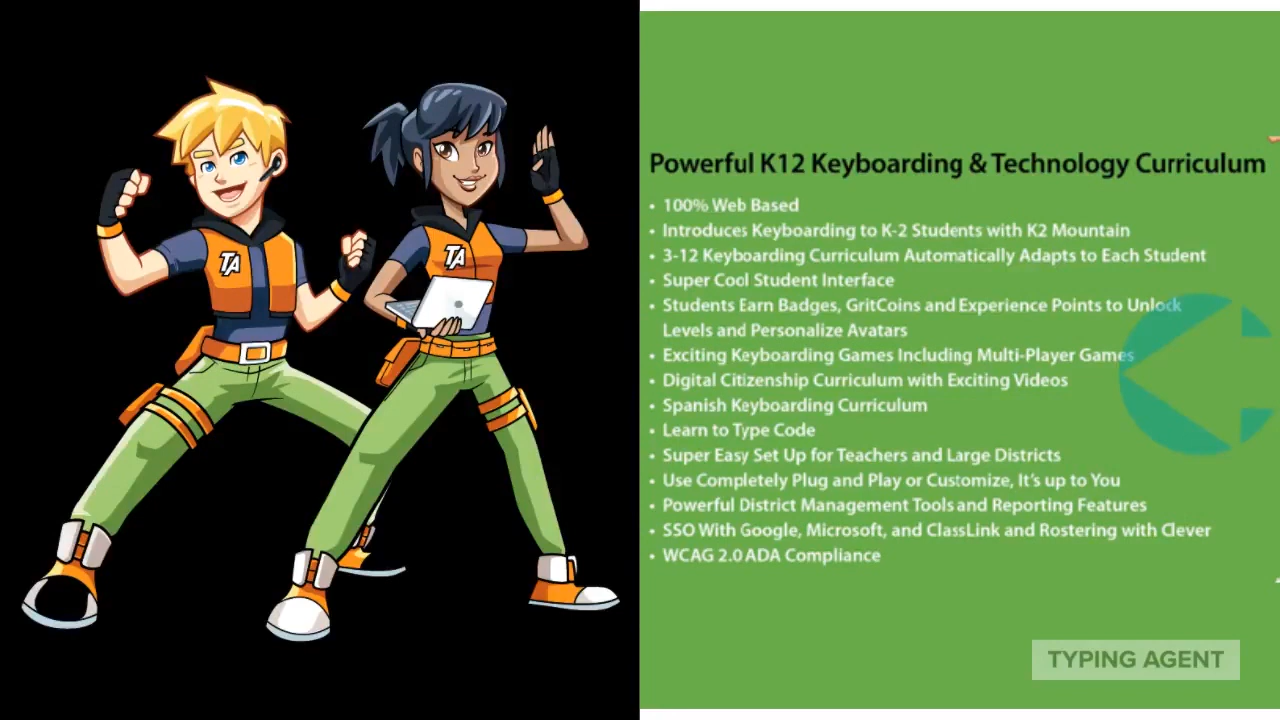 Powerful K12 Keyboarding & Technology Curriculum
• 100% Web Based
• Introduces Keyboarding to K-2 Students with K2 Mountain
• 3-12 Keyboarding Curriculum Automatically Adapts to Each Student
• Super Cool Student Interface
• Students Earn Badges, GritCoins and Experience Points to Unlock
Levels and Personalize Avatars
• Exciting Keyboarding Games Including Multi-Player Games
• Digital Citizenship Curriculum with Exciting Videos
• Spanish Keyboarding Curriculum
• Learn to Type Code
• Super Easy Set Up for Teachers and Large Districts
• Use Completely Plug and Play or Customize, It's up to You
• Powerful District Management Tools and Reporting Features
• SSO With Google, Microsoft, and ClassLink and Rostering with Clever
• WCAG 2.0 ADA Compliance
TA
TA
TYPING AGENT